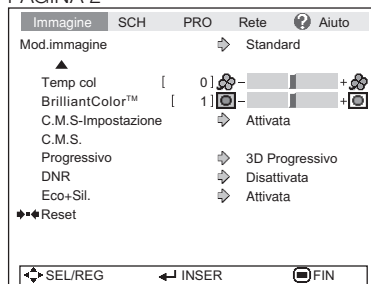 PAGINA 2
Immagine SCH PRO Rete ? Aiuto
Mod.immagine Standard
Temp col [ 0] - +
BrilliantColor™ [ 1] - +
C.M.S-Impostazione Attivata
C.M.S.
Progressivo 3D Progressivo
DNR Disattivata
Eco+Sil. Attivata
Reset
SEL/REG INSER FIN